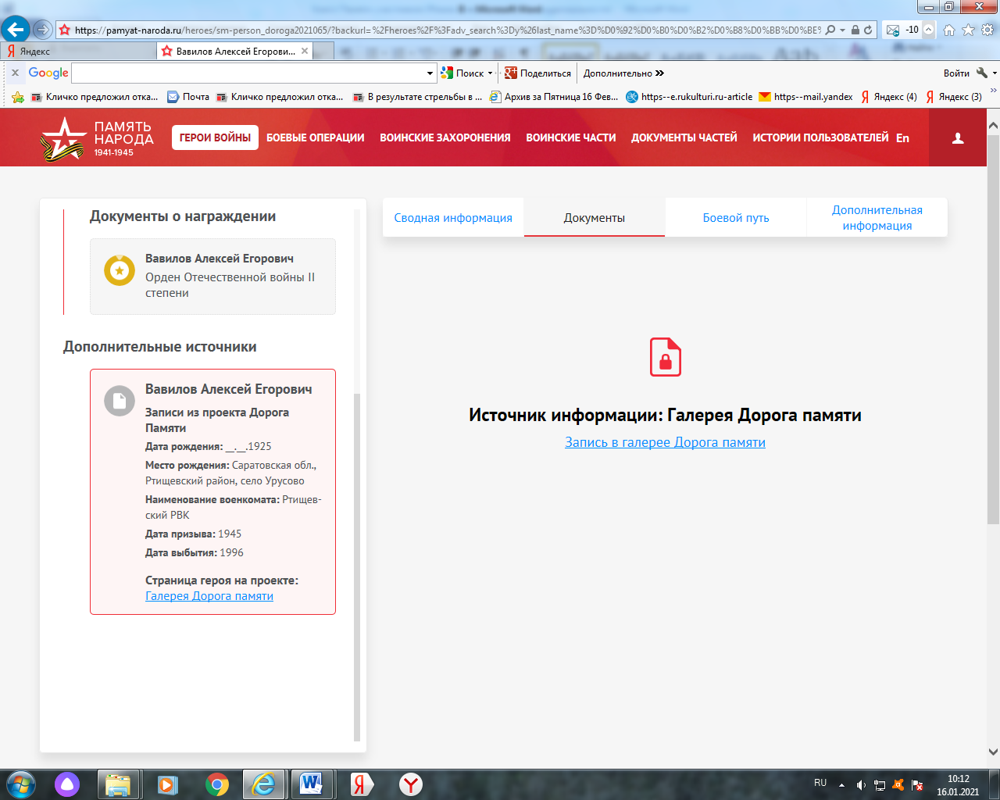 https://pamyat-naroda.ru/heroes/sm-person_doroga2021065/?backurl=%2Fheroes%2F%3Fadv_search%3Dy%26last_name%3D%D0%92%D0%B0%D0%B2%D0%B8%D0%BB%D0%BE%
-10
Яндекс
Вавилов Алексей Егорови...
Google
Поиск
Поделиться
Дополнительно
Войти
Кличко предложил отка...
Почта
Кличко предложил отка...
В результате стрельбы в ...
Архив за Пятница 16 Фев...
https--e.rukulturi.ru-article
https--mail.yandex
Яндекс (4)
Яндекс (3)
ПАМЯТЬ
НАРОДА
1941-1945
ГЕРОИ ВОЙНЫ
БОЕВЫЕ ОПЕРАЦИИ
ВОИНСКИЕ ЗАХОРОНЕНИЯ
ВОИНСКИЕ ЧАСТИ
ДОКУМЕНТЫ ЧАСТЕЙ
ИСТОРИИ ПОЛЬЗОВАТЕЛЕЙ
En
Документы о награждении
Вавилов Алексей Егорович
Орден Отечественной войны II
степени
Дополнительные источники
Вавилов Алексей Егорович
Записи из проекта Дорога
Памяти
Дата рождения: __.__.1925
Место рождения: Саратовская обл.,
Ртищевский район, село Урусово
Наименование военкомата: Ртищев-
ский РВК
Дата призыва: 1945
Дата выбытия: 1996
Страница героя на проекте:
Галерея Дорога памяти
Сводная информация
Документы
Боевой путь
Дополнительная
информация
Источник информации: Галерея Дорога памяти
Запись в галерее Дорога памяти
RU
10:12
16.01.2021